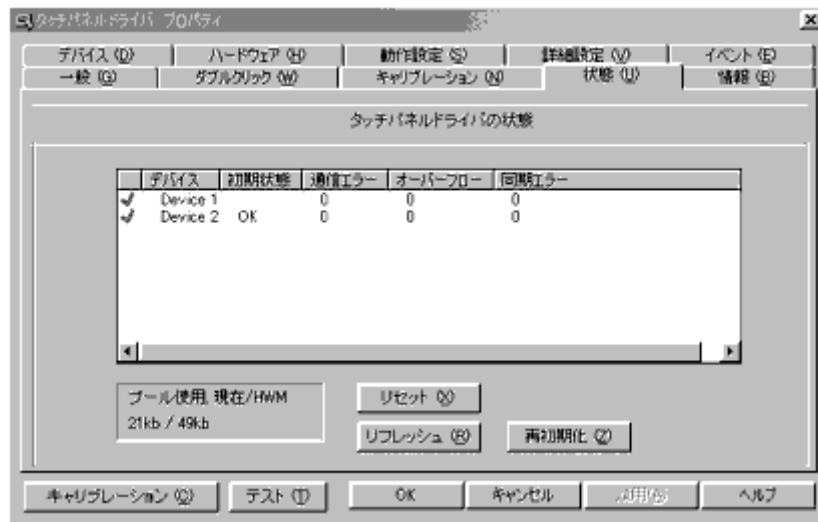 タッチパネルドライバ プロパティ
デバイス (D) ハードウェア (H) 動作設定 (S) 詳細設定 (V) イベント (E)
一般 (G) ダブルクリック (W) キャリブレーション (N) 状態 (U) 情報 (B)
タッチパネルドライバの状態
デバイス 初期状態 通信エラー オーバーフロー 同期エラー
Device 1 0 0 0
Device 2 OK 0 0 0
プール使用, 現在/HWM
21kb / 49kb
リセット (X)
リフレッシュ (R) 再初期化 (Z)
キャリブレーション (C) テスト (T) OK キャンセル 適用(A) ヘルプ